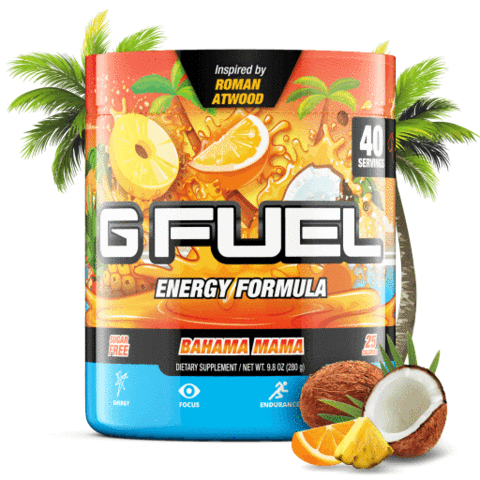 Inspired by
ROMAN
ATWOOD
40
SERVINGS
G FUEL
ENERGY FORMULA
SUGAR
FREE
BAHAMA MAMA
25
CALORIES
DIETARY SUPPLEMENT / NET WT. 9.8 OZ (280 g)
ENERGY
FOCUS
ENDURANCE